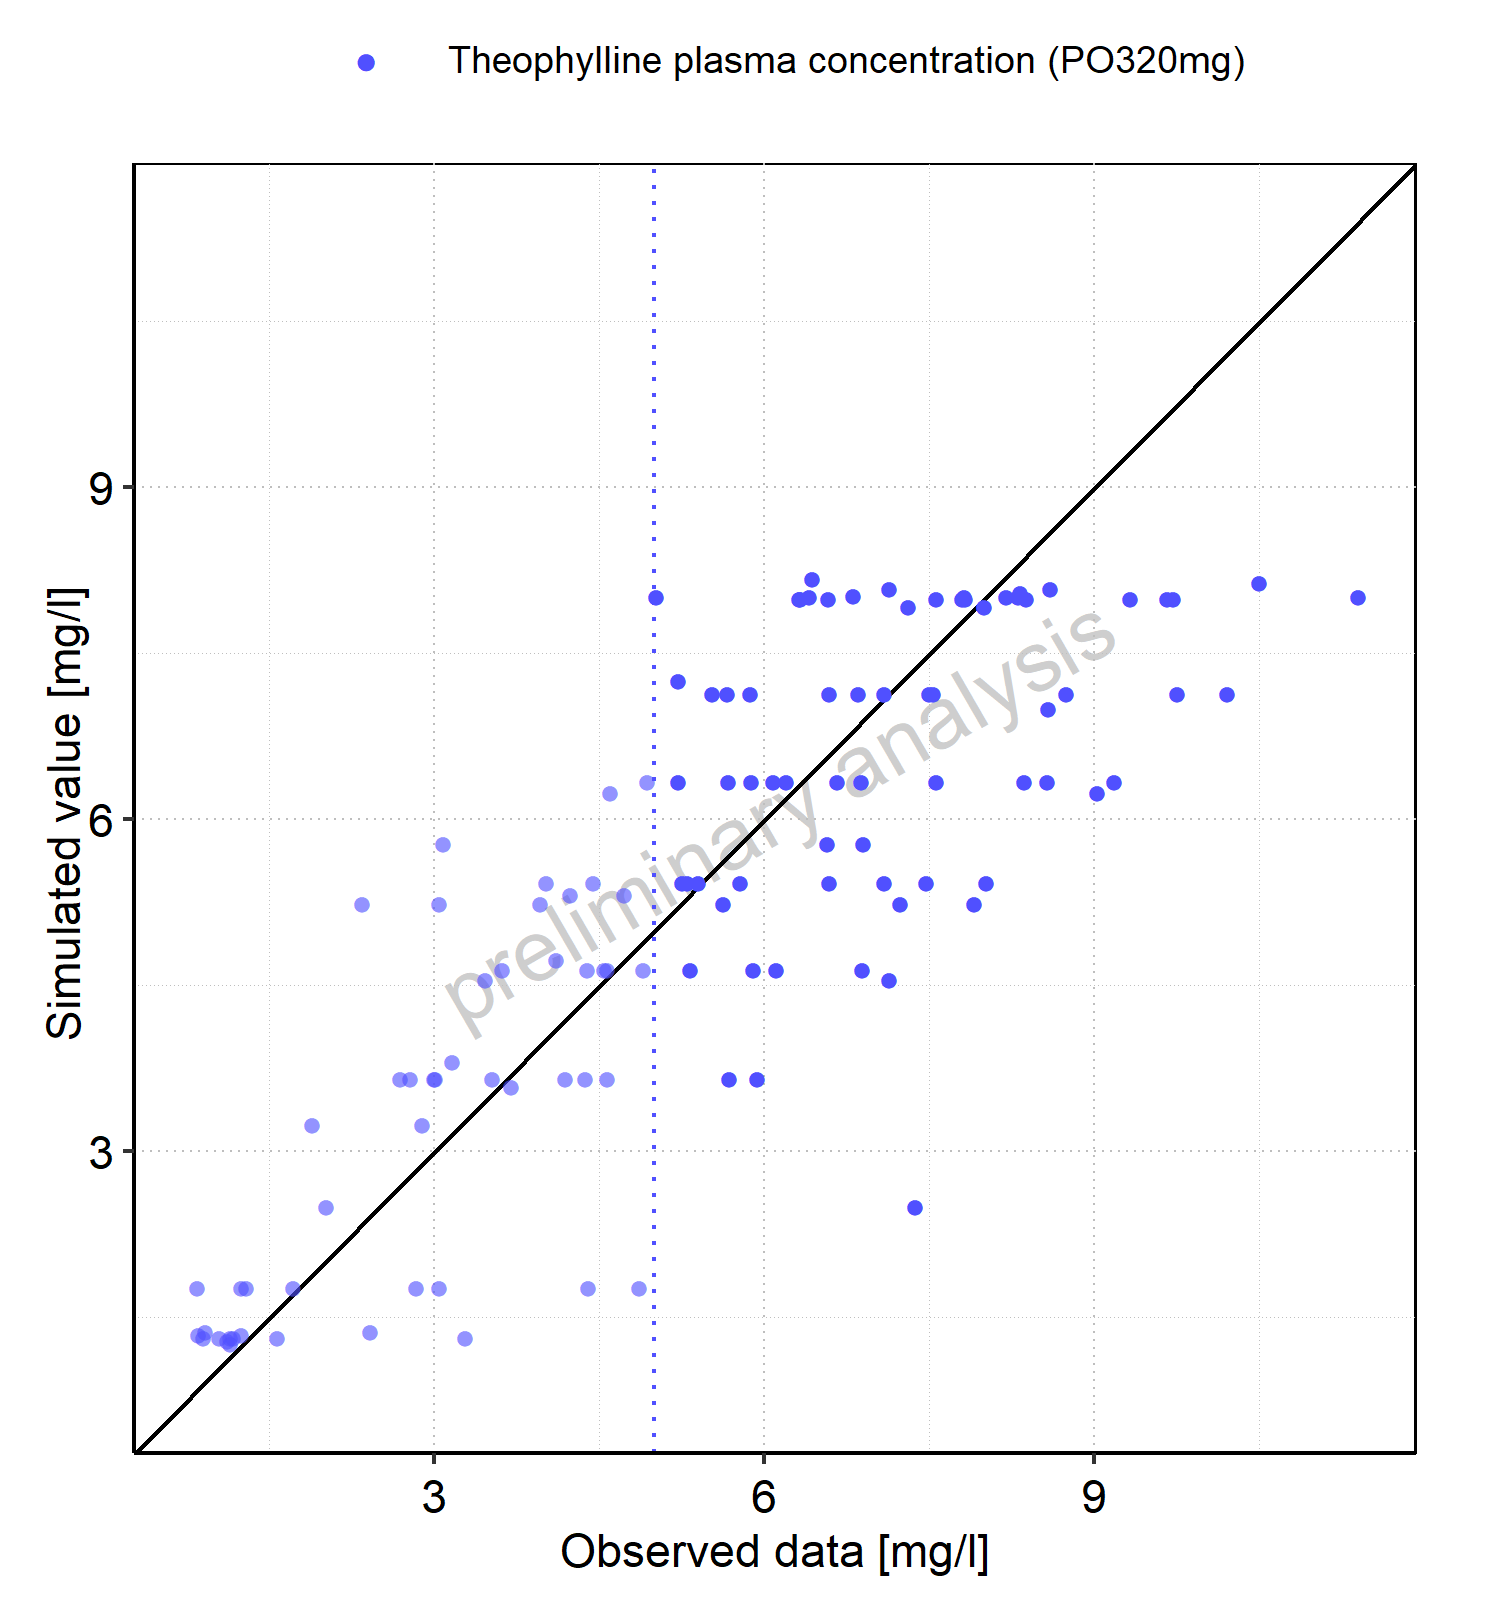 Theophylline plasma concentration (PO320mg)
9
6
3
Simulated value [mg/l]
preliminary analysis
3
6
9
Observed data [mg/l]